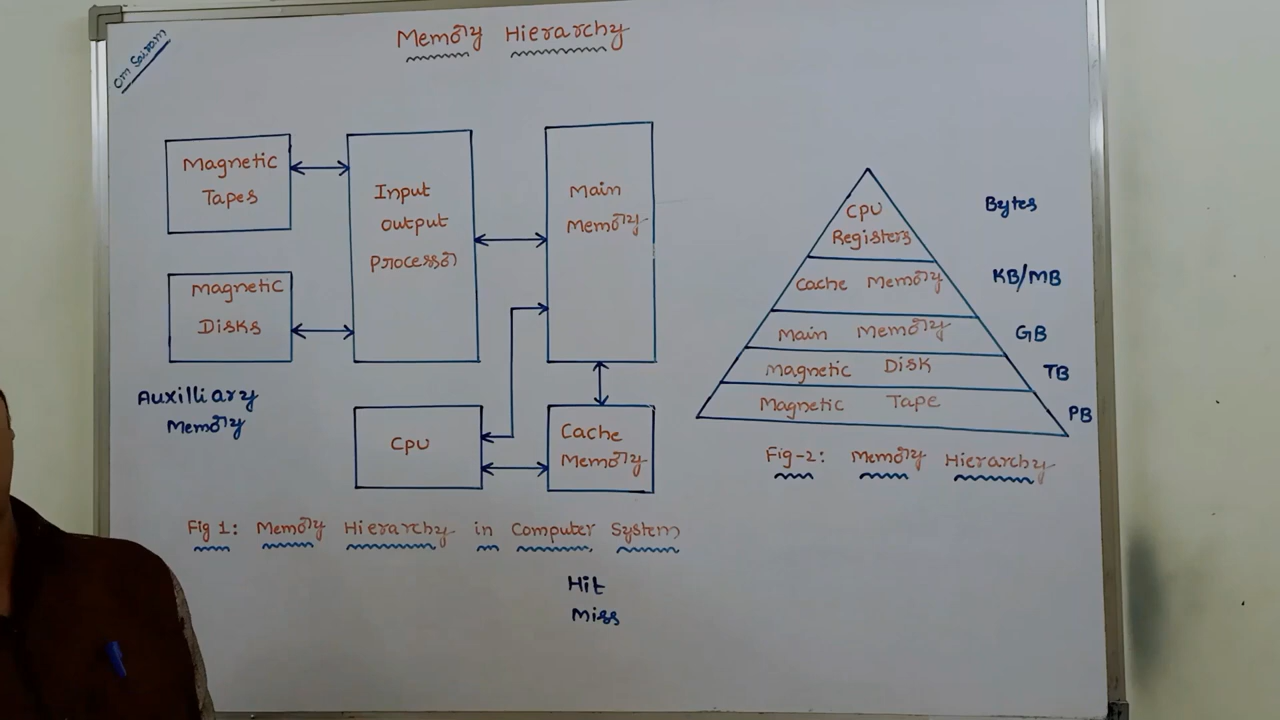 Om Sairam
Memory Hierarchy
Magnetic
Tapes
Input
output
processor
Main
Memory
Magnetic
Disks
Auxilliary
Memory
CPU
Cache
Memory
Fig 1: Memory Hierarchy in Computer System
Hit
Miss
CPU
Registers
Bytes
Cache Memory
KB/MB
Main Memory
GB
Magnetic Disk
TB
Magnetic Tape
PB
Fig-2: Memory Hierarchy